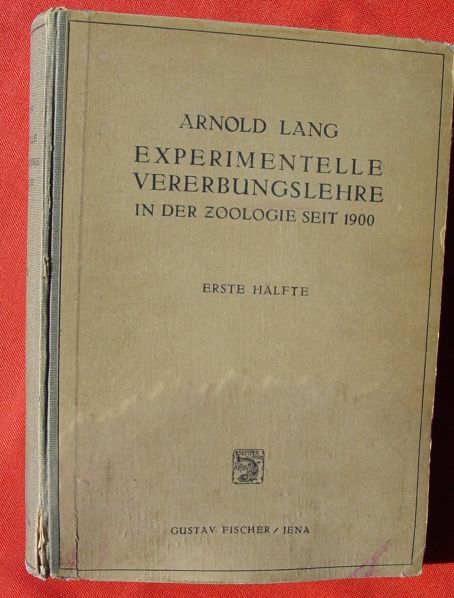 ARNOLD LANG
EXPERIMENTELLE
VERERBUNGSLEHRE
IN DER ZOOLOGIE SEIT 1900
ERSTE HÄLFTE
GUSTAV FISCHER / JENA